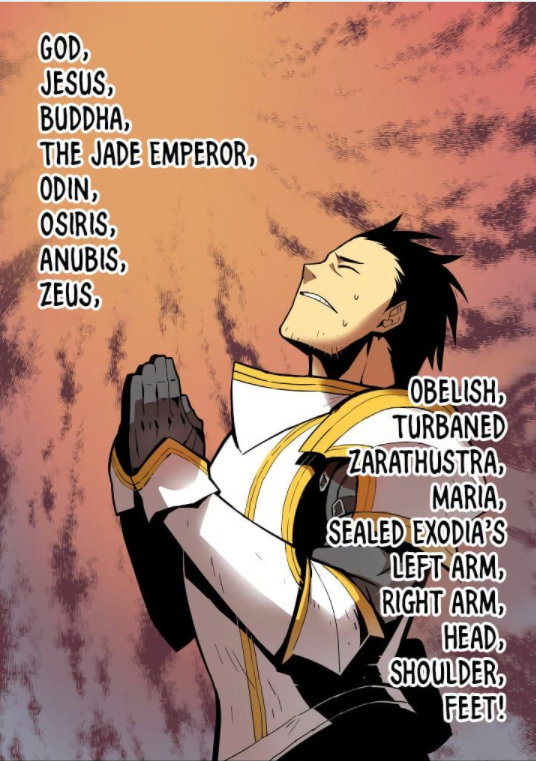 GOD,
JESUS,
BUDDHA,
THE JADE EMPEROR,
ODIN,
OSIRIS,
ANUBIS,
ZEUS,
OBELISH,
TURBANED
ZARATHUSTRA,
MARIA,
SEALED EXODIA'S
LEFT ARM,
RIGHT ARM,
HEAD,
SHOULDER,
FEET!